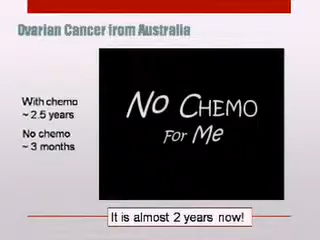 Ovarian Cancer from Australia
With chemo
~ 2.5 years
No chemo
~ 3 months
No Chemo
For Me
It is almost 2 years now!